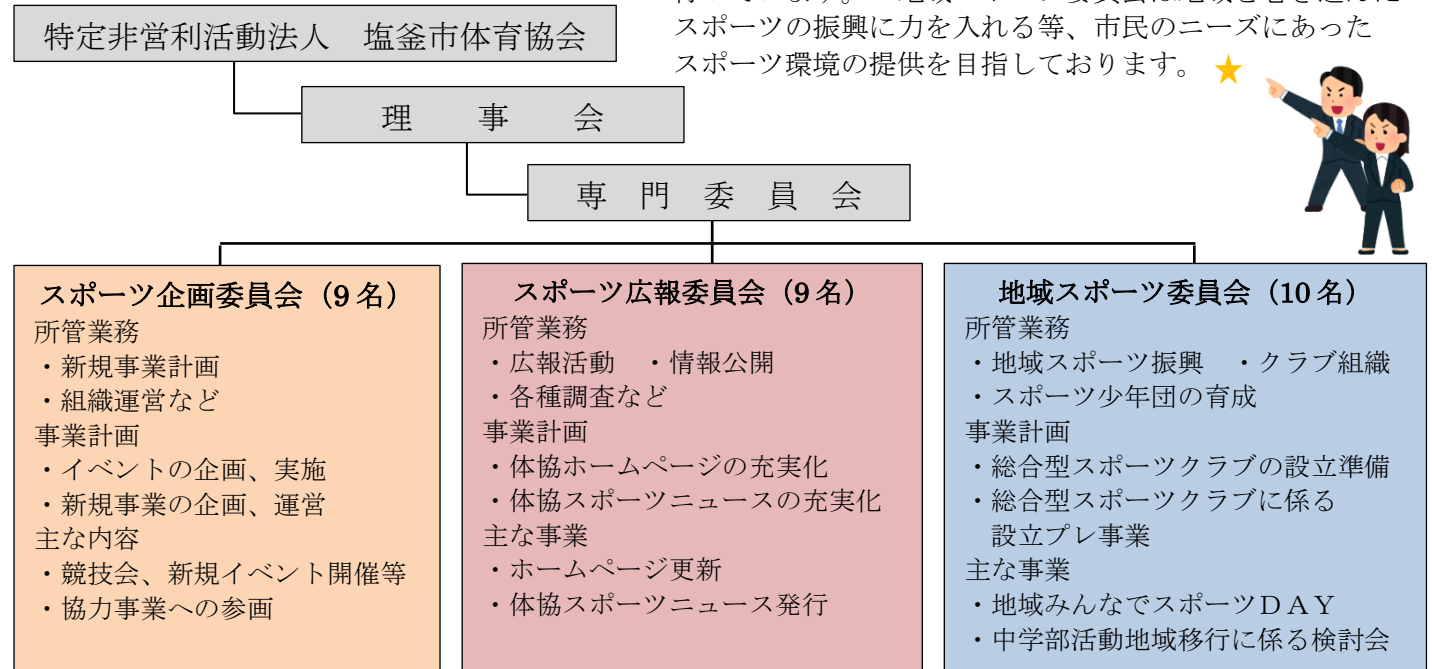 スポーツの振興に力を入れる等、市民のニーズにあった
スポーツ環境の提供を目指しております。
特定非営利活動法人　塩釜市体育協会
理　事　会
専　門　委　員　会
スポーツ企画委員会（9名）
所管業務
・新規事業計画
・組織運営など
事業計画
・イベントの企画、実施
・新規事業の企画、運営
主な内容
・競技会、新規イベント開催等
・協力事業への参画
スポーツ広報委員会（9名）
所管業務
・広報活動　・情報公開
・各種調査など
事業計画
・体協ホームページの充実化
・体協スポーツニュースの充実化
主な事業
・ホームページ更新
・体協スポーツニュース発行
地域スポーツ委員会（10名）
所管業務
・地域スポーツ振興　・クラブ組織
・スポーツ少年団の育成
事業計画
・総合型スポーツクラブの設立準備
・総合型スポーツクラブに係る
設立プレ事業
主な事業
・地域みんなでスポーツＤＡＹ
・中学部活動地域移行に係る検討会